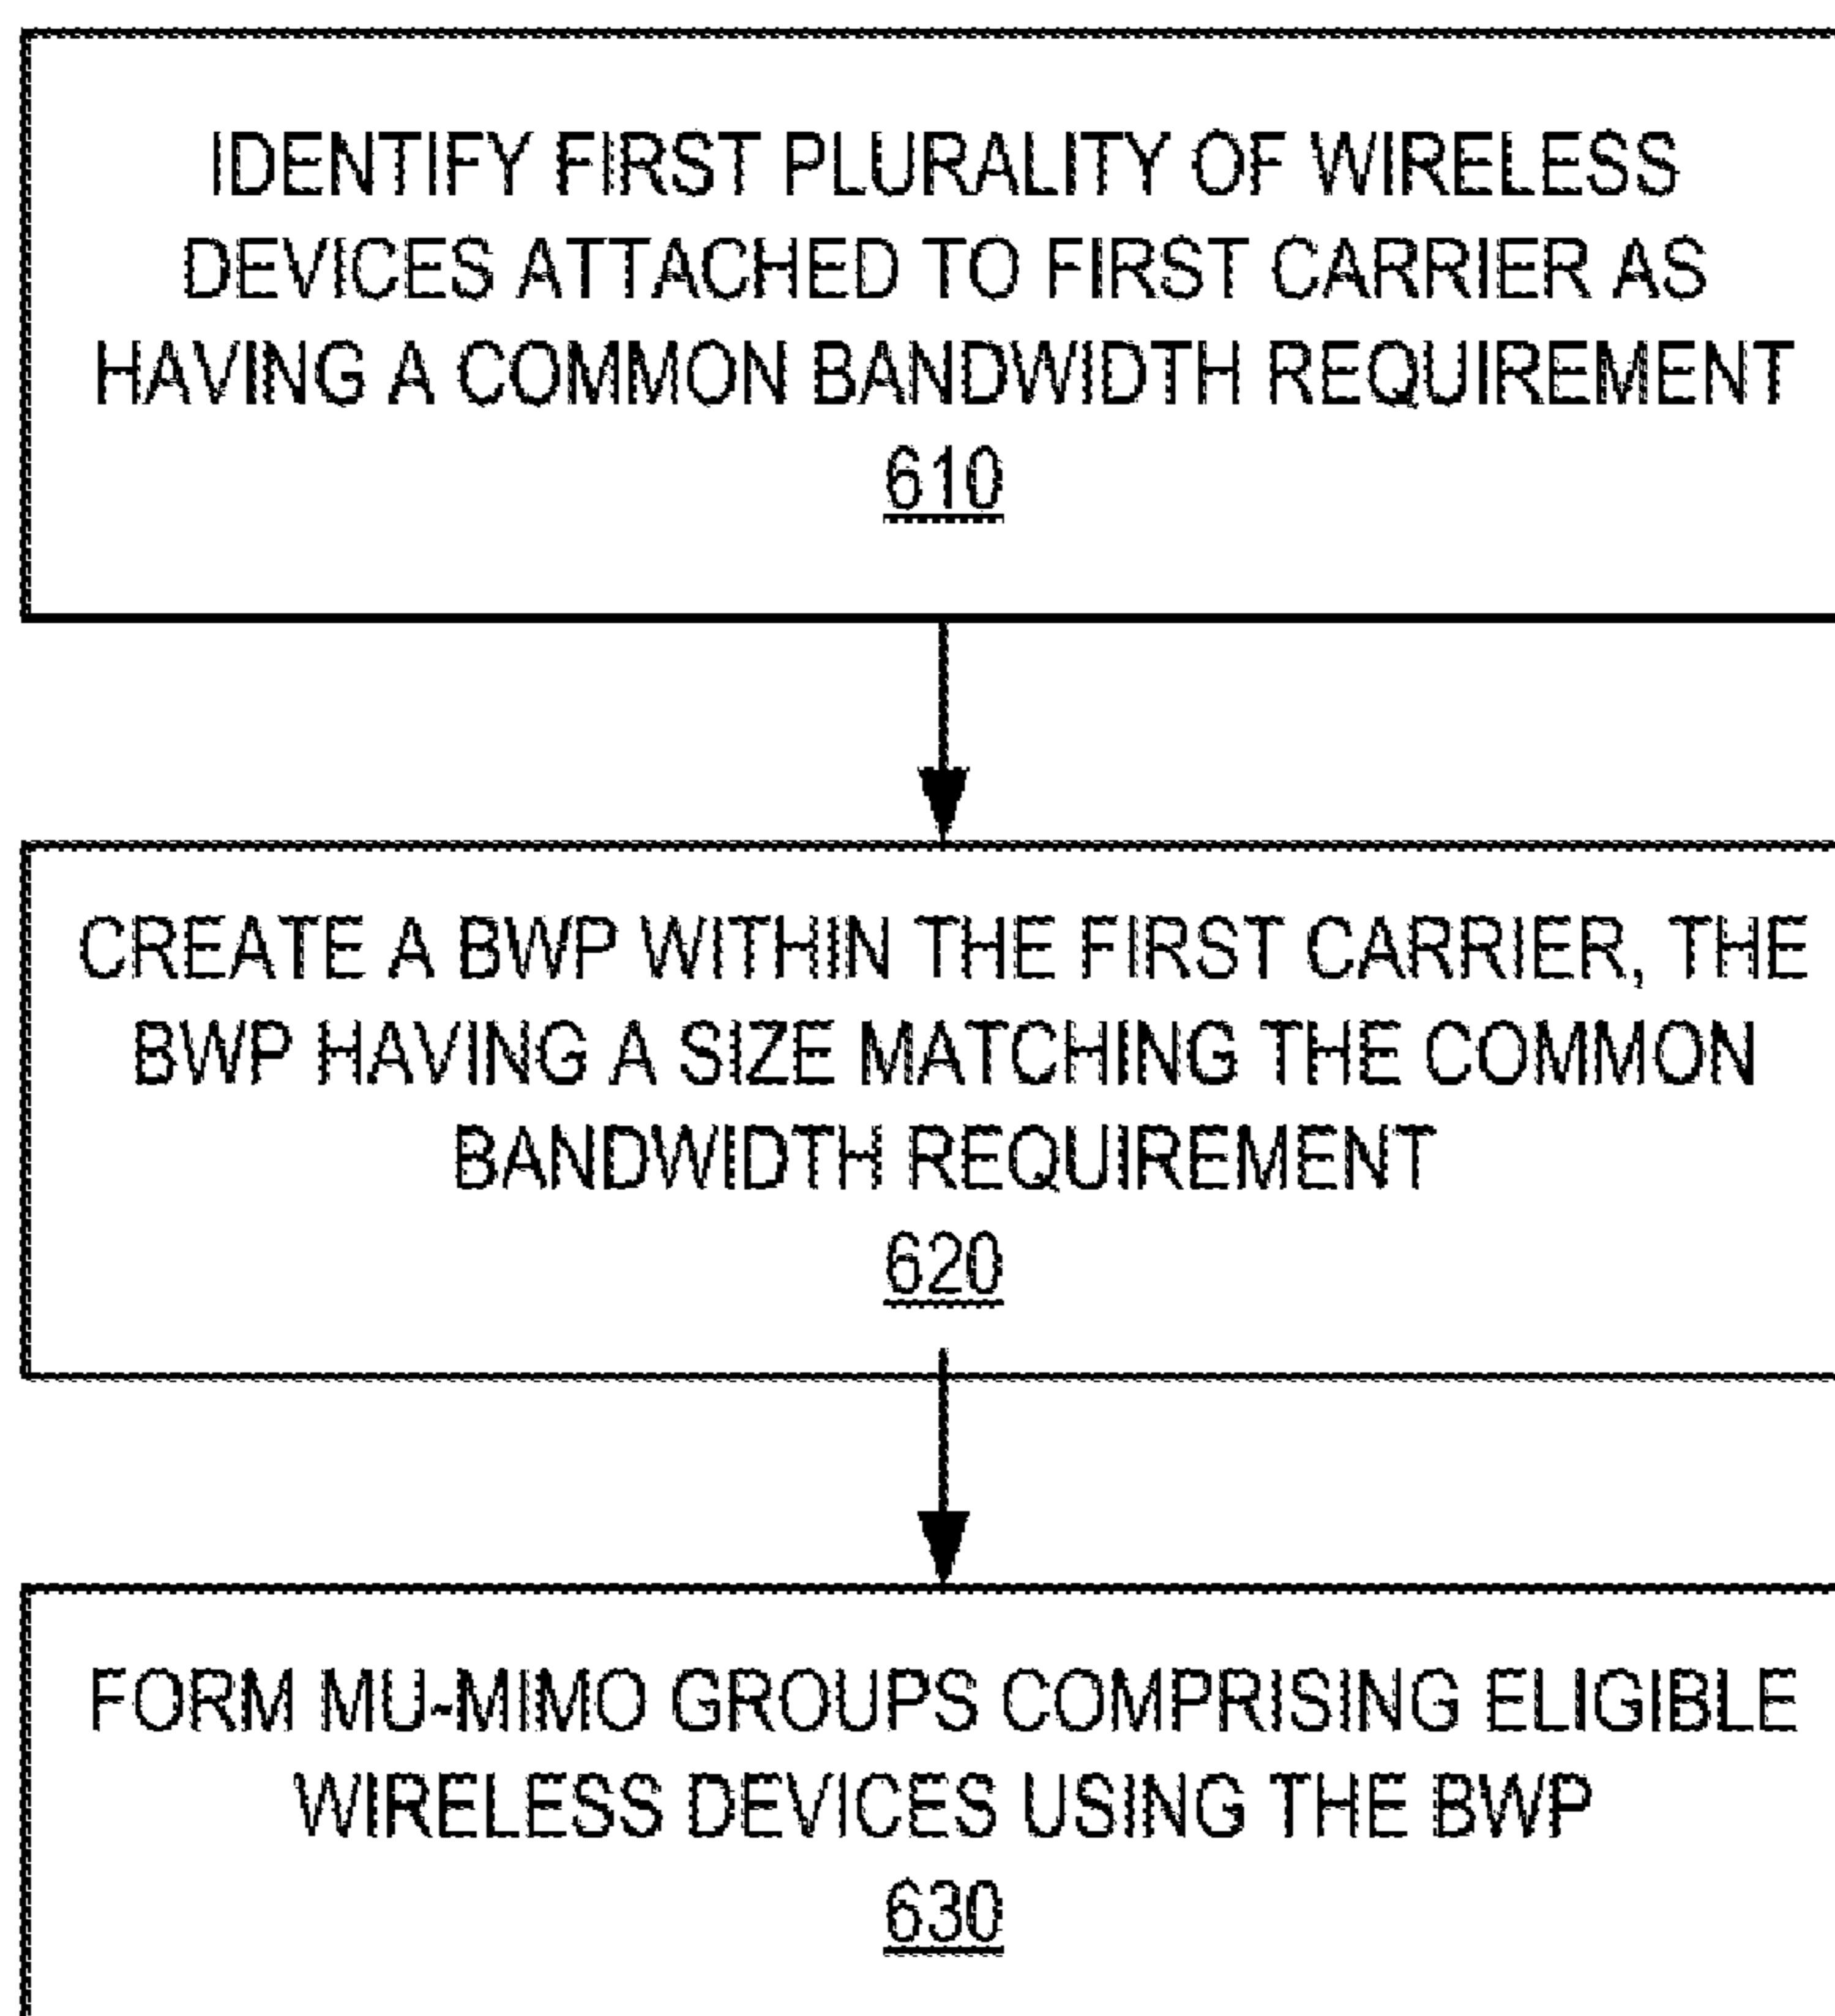 IDENTIFY FIRST PLURALITY OF WIRELESS
DEVICES ATTACHED TO FIRST CARRIER AS
HAVING A COMMON BANDWIDTH REQUIREMENT
610
CREATE A BWP WITHIN THE FIRST CARRIER, THE
BWP HAVING A SIZE MATCHING THE COMMON
BANDWIDTH REQUIREMENT
620
FORM MU-MIMO GROUPS COMPRISING ELIGIBLE
WIRELESS DEVICES USING THE BWP
630